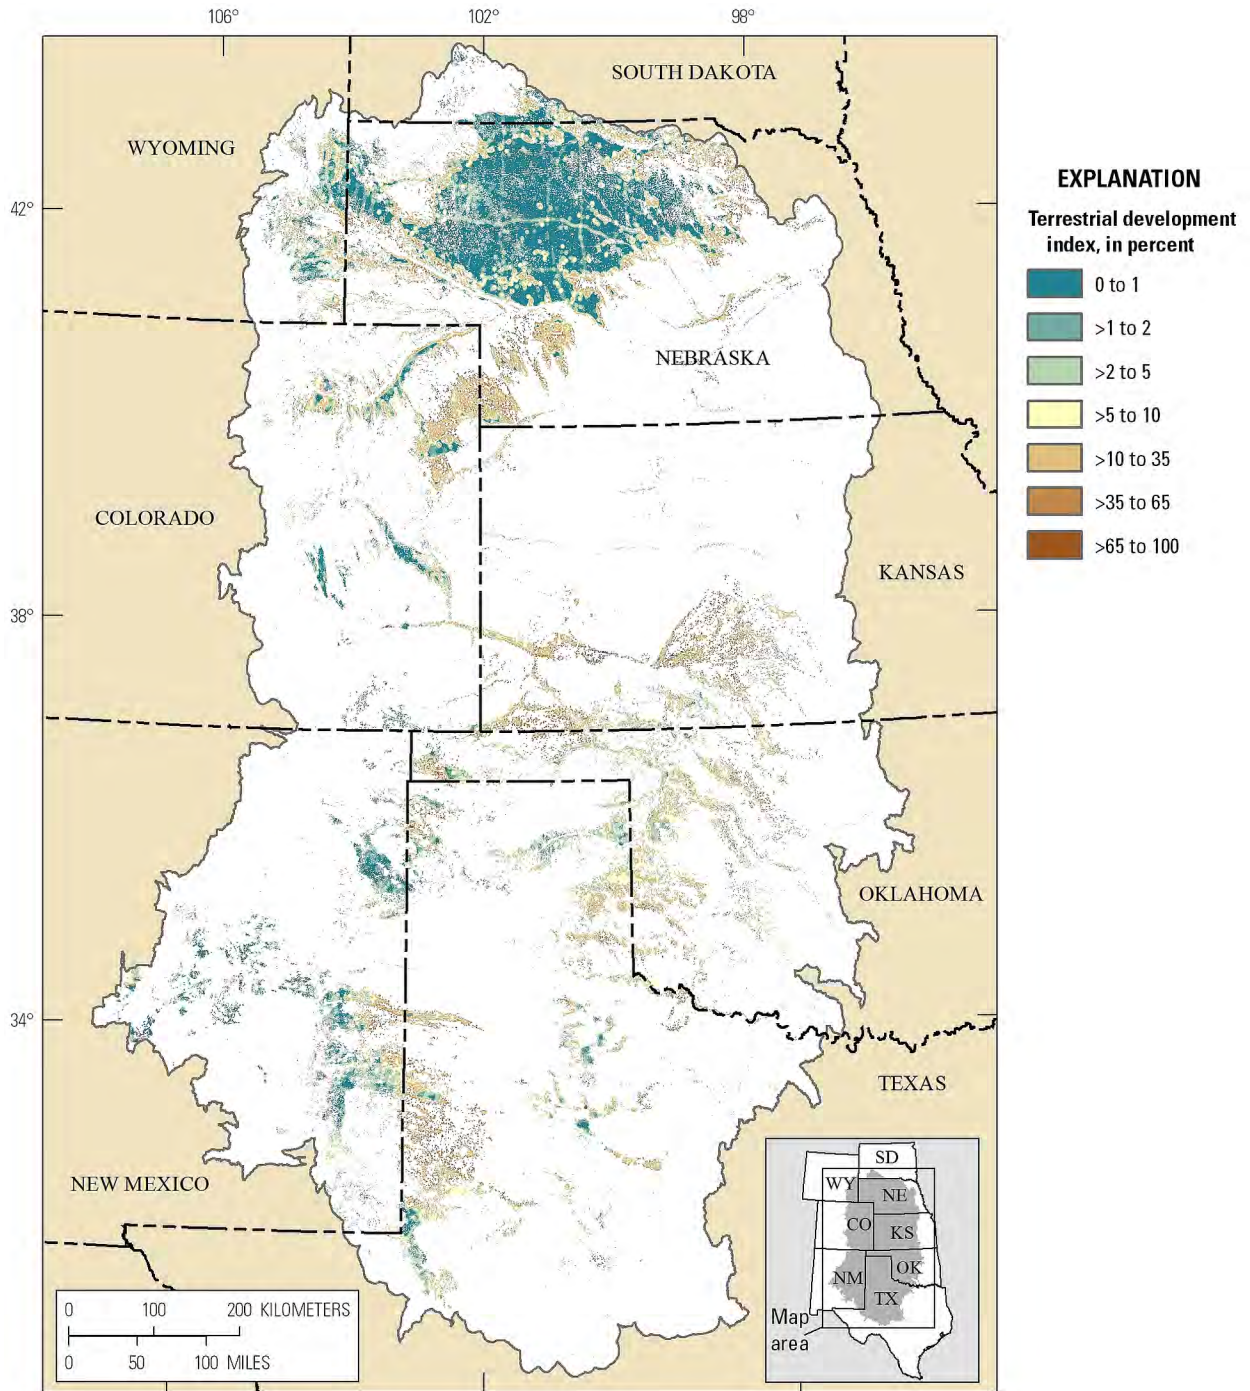 106° 102° 98°
SOUTH DAKOTA
WYOMING
42°
NEBRASKA
COLORADO
KANSAS
38°
OKLAHOMA
34°
TEXAS
NEW MEXICO
EXPLANATION
Terrestrial development
index, in percent
0 to 1
>1 to 2
>2 to 5
>5 to 10
>10 to 35
>35 to 65
>65 to 100
0 100 200 KILOMETERS
0 50 100 MILES
SD
WY
NE
CO
KS
OK
NM
TX
Map
area